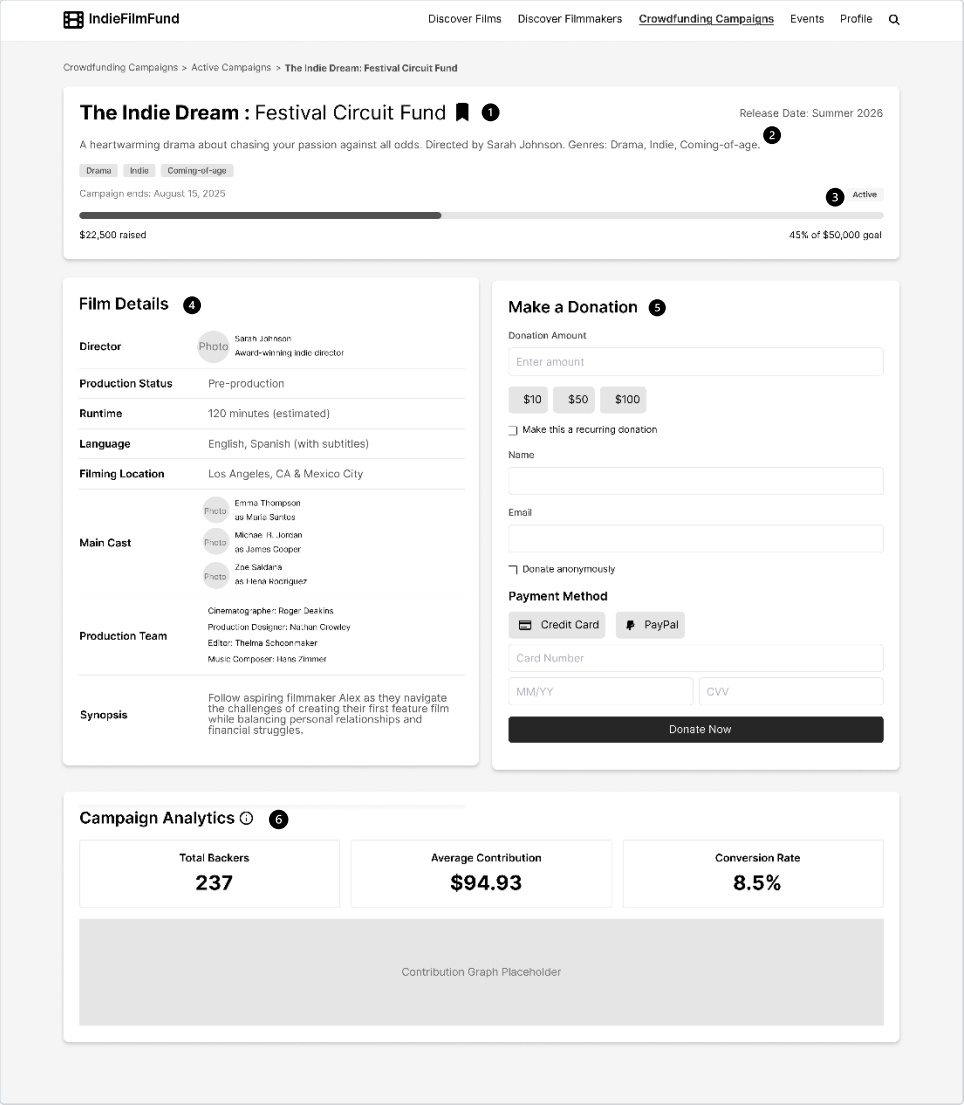 IndieFilmFund
Discover Films Discover Filmmakers Crowdfunding Campaigns Events Profile
Crowdfunding Campaigns > Active Campaigns > The Indie Dream: Festival Circuit Fund
The Indie Dream : Festival Circuit Fund 1
Release Date: Summer 2026
2
A heartwarming drama about chasing your passion against all odds. Directed by Sarah Johnson. Genres: Drama, Indie, Coming-of-age.
Drama Indie Coming-of-age
Campaign ends: August 15, 2025
3 Active
$22,500 raised
45% of $50,000 goal
Film Details 4
Director
Photo
Sarah Johnson
Award-winning indie director
Production Status Pre-production
Runtime 120 minutes (estimated)
Language English, Spanish (with subtitles)
Filming Location Los Angeles, CA & Mexico City
Main Cast
Photo
Emma Thompson
as Maria Santos
Photo
Michael B. Jordan
as James Cooper
Photo
Zoe Saldana
as Elena Rodriguez
Production Team
Cinematographer: Roger Deakins
Production Designer: Nathan Crowley
Editor: Thelma Schoonmaker
Music Composer: Hans Zimmer
Synopsis
Follow aspiring filmmaker Alex as they navigate
the challenges of creating their first feature film
while balancing personal relationships and
financial struggles.
Make a Donation 5
Donation Amount
Enter amount
$10 $50 $100
Make this a recurring donation
Name
Email
Donate anonymously
Payment Method
Credit Card PayPal
Card Number
MM/YY CVV
Donate Now
Campaign Analytics 6
Total Backers
237
Average Contribution
$94.93
Conversion Rate
8.5%
Contribution Graph Placeholder